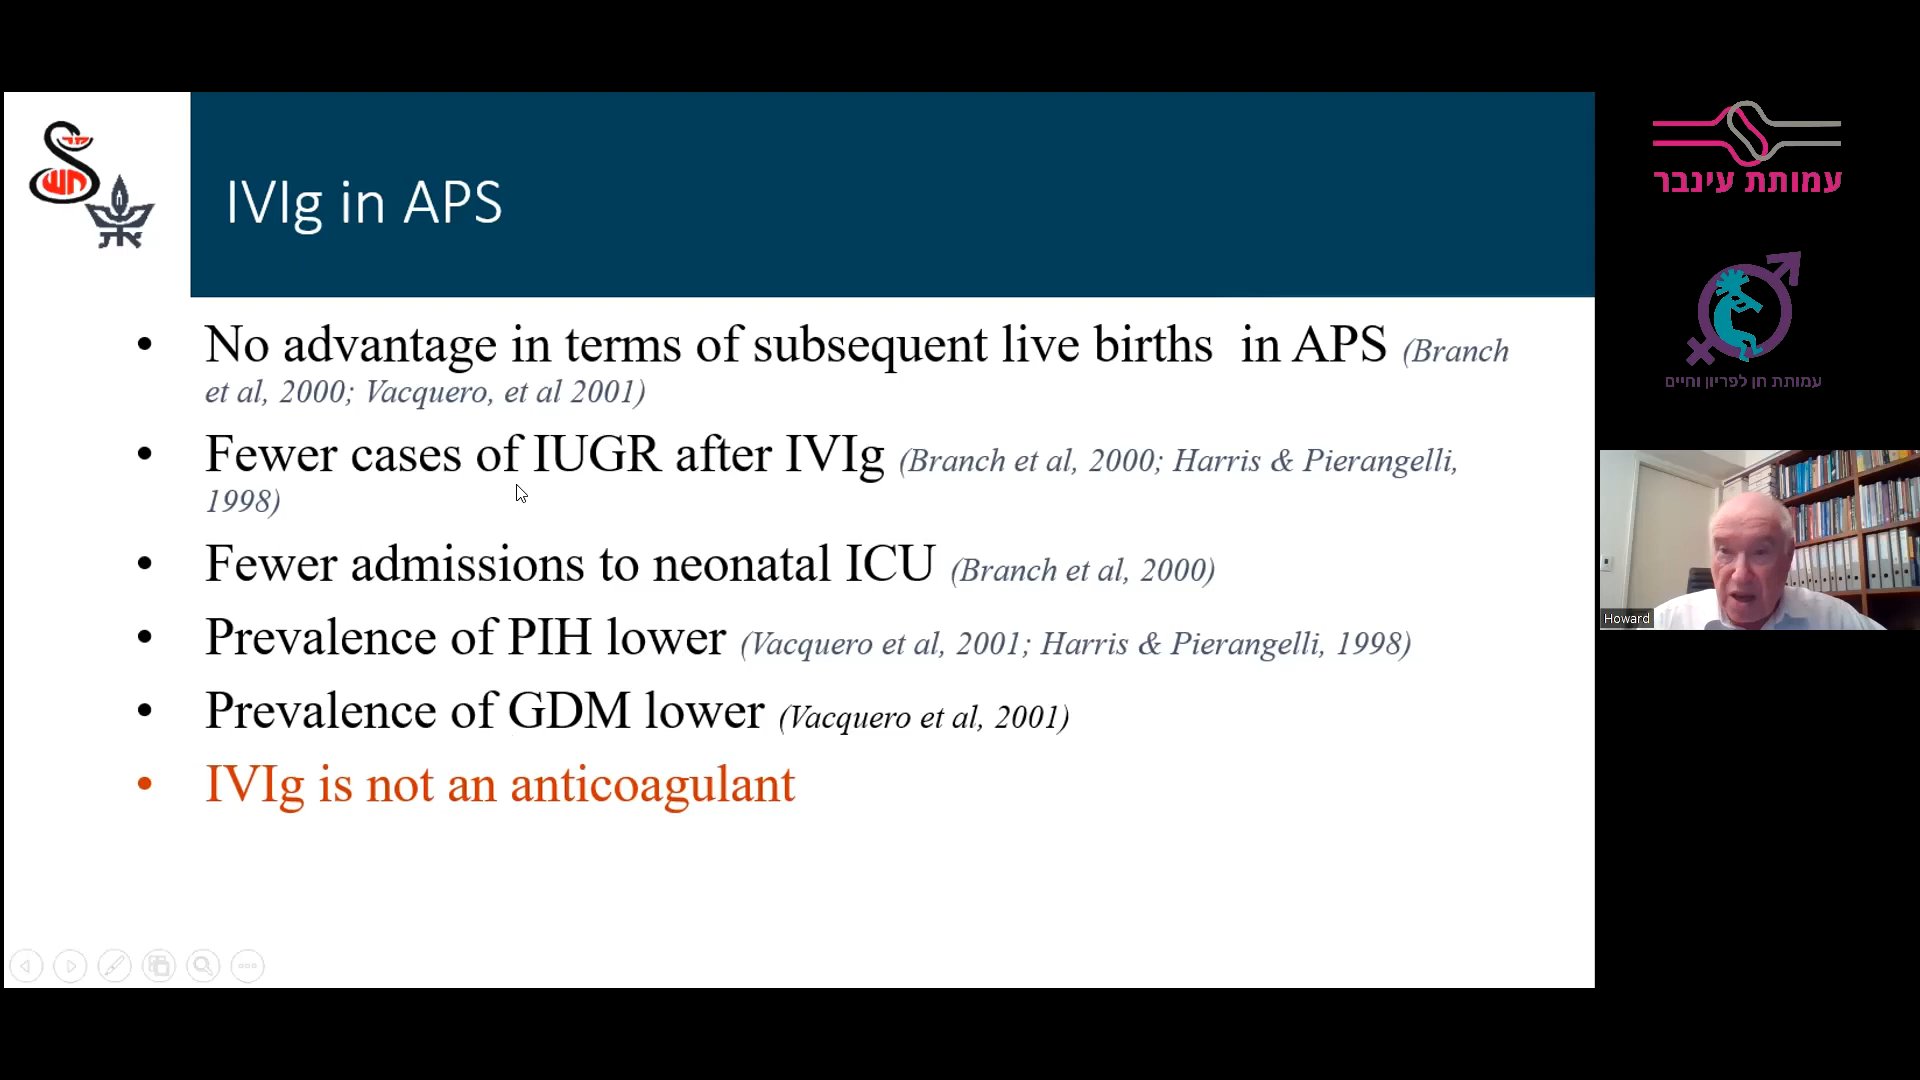 IVIg in APS
• No advantage in terms of subsequent live births  in APS (Branch
et al, 2000; Vacquero, et al 2001)
• Fewer cases of IUGR after IVIg (Branch et al, 2000; Harris & Pierangelli,
1998)
• Fewer admissions to neonatal ICU (Branch et al, 2000)
• Prevalence of PIH lower (Vacquero et al, 2001; Harris & Pierangelli, 1998)
• Prevalence of GDM lower (Vacquero et al, 2001)
• IVIg is not an anticoagulant
עמותת עינבר
עמותת חן לפריון וחיים
Howard